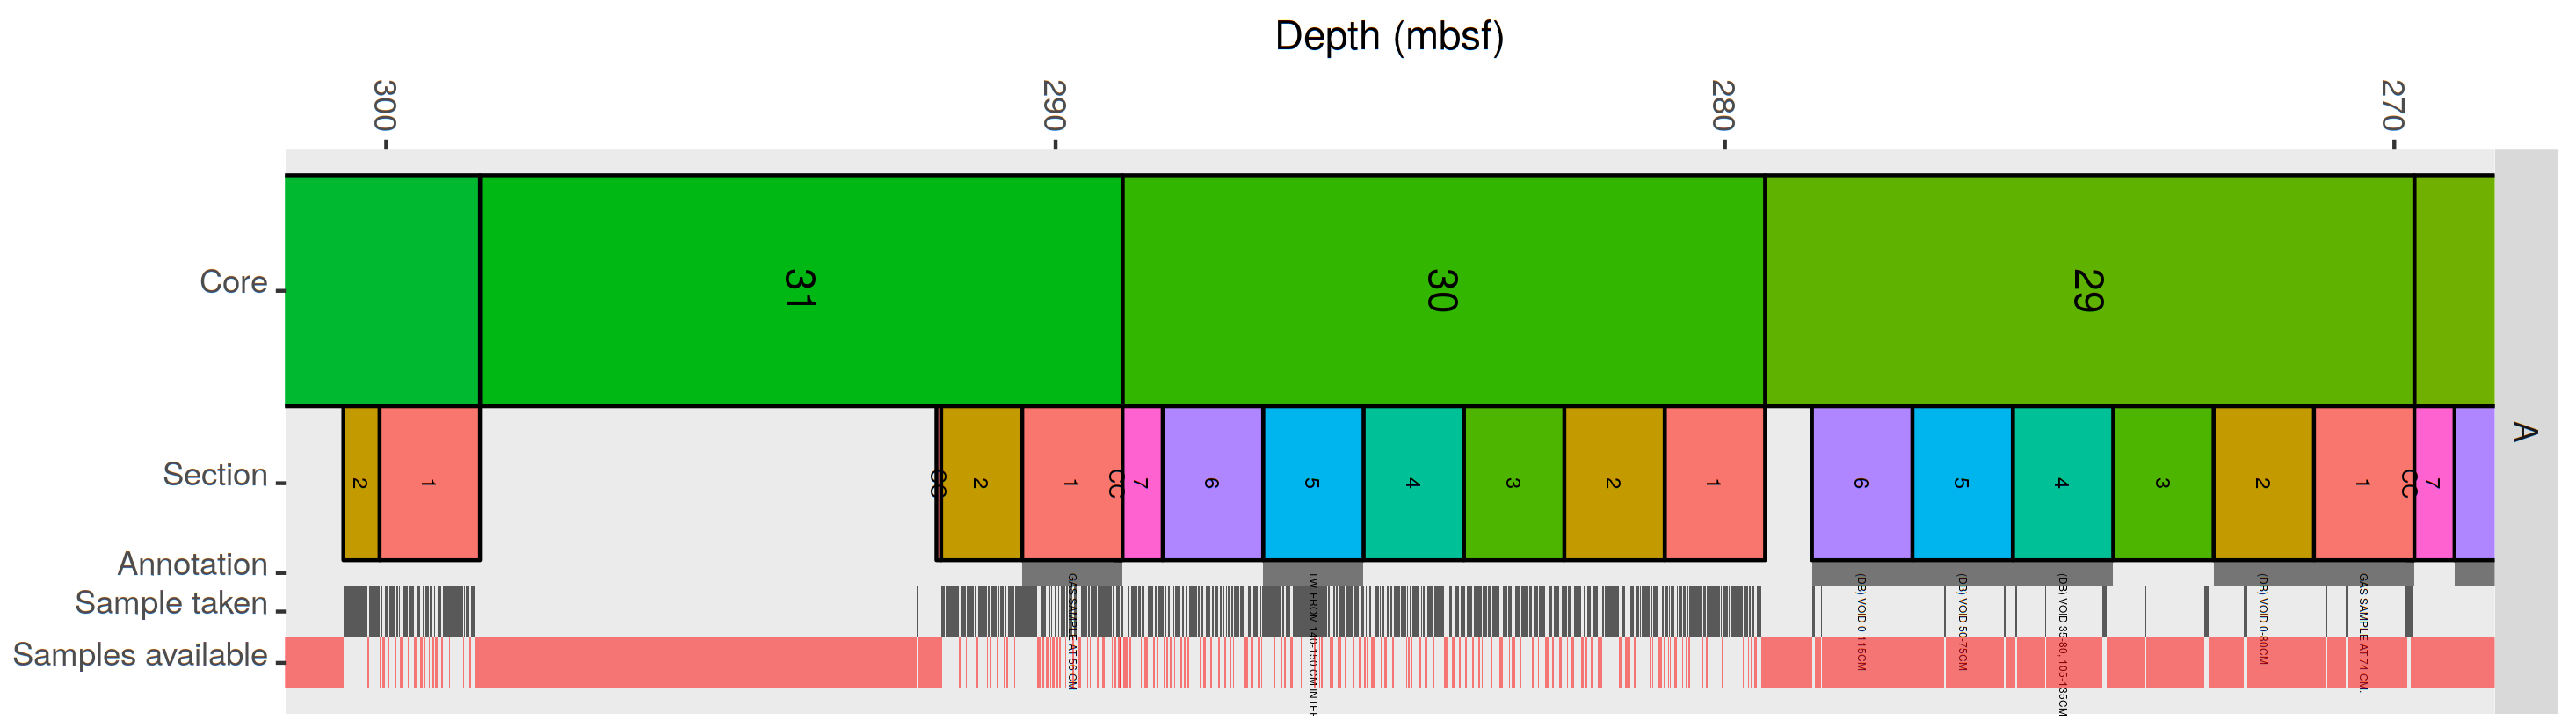 Depth (mbsf)
300
290
280
270
Core
31
30
29
A
Section
2
1
CC
2
1
CC
7
6
5
4
3
2
1
6
5
4
3
2
1
CC
7
Annotation
GAS SAMPLE AT 56 CM
I.W. FROM 140-150 CM INTER
(DB) VOID 0-115CM
(DB) VOID 50-75CM
(DB) VOID 35-80, 105-135CM
(DB) VOID 0-80CM
GAS SAMPLE AT 74 CM.
Sample taken
Samples available